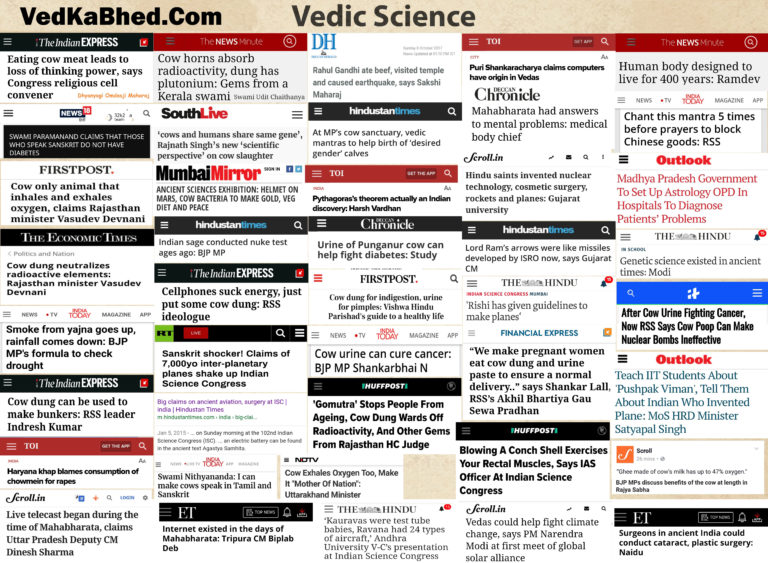 VedKaBhed.Com
Vedic Science
The Indian EXPRESS
Eating cow meat leads to
loss of thinking power, says
Congress religious cell
convener
Dhyanyogi Omdasji Maharaj
NEWS 18
SWAMI PARAMANAND CLAIMS THAT THOSE
WHO SPEAK SANSKRIT DO NOT HAVE
DIABETES
FIRSTPOST.
Cow only animal that
inhales and exhales
oxygen, claims Rajasthan
minister Vasudev Devnani
THE ECONOMIC TIMES
Politics and Nation
Cow dung neutralizes
radioactive elements:
Rajasthan minister Vasudev
Devnani
NEWS
TV
INDIA
TODAY
MAGAZINE
APP
Smoke from yajna goes up,
rainfall comes down: BJP
MP's formula to check
drought
The Indian EXPRESS
Cow dung can be used to
make bunkers: RSS leader
Indresh Kumar
TOI
GET THE APP
Haryana khap blames consumption of
chowmein for rapes
Scroll.in
LOGIN
Live telecast began during the
time of Mahabharata, claims
Uttar Pradesh Deputy CM
Dinesh Sharma
The NEWS Minute
Cow horns absorb
radioactivity, dung has
plutonium: Gems from a
Kerala swami
Swami Udit Chaithanya
SouthLive
'cows and humans share same gene',
Rajnath Singh's new 'scientific
perspective' on cow slaughter
MumbaiMirror
SIGN IN
ANCIENT SCIENCES EXHIBITION: HELMET ON
MARS, COW BACTERIA TO MAKE GOLD, VEG
DIET AND PEACE
hindustantimes
Indian sage conducted nuke test
ages ago: BJP MP
The Indian EXPRESS
Cellphones suck energy, just
put some cow dung: RSS
ideologue
RT
LIVE
Sanskrit shocker! Claims of
7,000yo inter-planetary
planes shake up Indian
Science Congress
Big claims on ancient aviation, surgery at ISC |
india | Hindustan Times
m.hindustantimes.com › india › big-clai...
Jan 5, 2015 - ... on Sunday morning at the 102nd Indian
Science Congress (ISC). ... an electric battery can be found
in the ancient text Agastya Samhita.
NEWS
LIVE TV
INDIA
TODAY
APP
MAGAZINE
Swami Nithyananda: I can
make cows speak in Tamil and
Sanskrit
ET
TOP NEWS
Internet existed in the days of
Mahabharata: Tripura CM Biplab
Deb
DH
Rahul Gandhi ate beef, visited temple
and caused earthquake, says Sakshi
Maharaj
hindustantimes
At MP's cow sanctuary, vedic
mantras to help birth of 'desired
gender' calves
TOI
GET THE APP
INDIA
AA
Pythagoras's theorem actually an Indian
discovery: Harsh Vardhan
DECCAN
Chronicle
Urine of Punganur cow can
help fight diabetes: Study
FIRSTPOST.
Cow dung for indigestion, urine
for pimples: Vishwa Hindu
Parishad's guide to a healthy life
NEWS
TV
INDIA
TODAY
MAGAZINE
APP
Cow urine can cure cancer:
BJP MP Shankarbhai N
HUFFPOST
'Gomutra' Stops People From
Ageing, Cow Dung Wards Off
Radioactivity, And Other Gems
From Rajasthan HC Judge
NDTV
Cow Exhales Oxygen Too, Make
It "Mother Of Nation":
Uttarakhand Minister
THE HINDU
'Kauravas were test tube
babies, Ravana had 24 types
of aircraft,' Andhra
University V-C's presentation
at Indian Science Congress
TOI
GET APP
CITY
AA
Puri Shankaracharya claims computers
have origin in Vedas
DECCAN
Chronicle
Mahabharata had answers
to mental problems: medical
body chief
Scroll.in
Hindu saints invented nuclear
technology, cosmetic surgery,
rockets and planes: Gujarat
university
hindustantimes
Lord Ram's arrows were like missiles
developed by ISRO now, says Gujarat
CM
THE HINDU
INDIAN SCIENCE CONGRESS MUMBAI
'Rishi has given guidelines to
make planes'
FINANCIAL EXPRESS
"We make pregnant women
eat cow dung and urine
paste to ensure a normal
delivery.." says Shankar Lall,
RSS's Akhil Bhartiya Gau
Sewa Pradhan
HUFFPOST
Blowing A Conch Shell Exercises
Your Rectal Muscles, Says IAS
Officer At Indian Science
Congress
Scroll.in
Vedas could help fight climate
change, says PM Narendra
Modi at first meet of global
solar alliance
The NEWS Minute
Human body designed to
live for 400 years: Ramdev
NEWS
TV
INDIA
TODAY
MAGAZINE
APP
Chant this mantra 5 times
before prayers to block
Chinese goods: RSS
Outlook
Madhya Pradesh Government
To Set Up Astrology OPD In
Hospitals To Diagnose
Patients' Problems
THE HINDU
IN SCHOOL
Genetic science existed in ancient
times: Modi
After Cow Urine Fighting Cancer,
Now RSS Says Cow Poop Can Make
Nuclear Bombs Ineffective
Outlook
Teach IIT Students About
'Pushpak Viman', Tell Them
About Indian Who Invented
Plane: MoS HRD Minister
Satyapal Singh
Scroll
26 mins
"Ghee made of cow's milk has up to 47% oxygen."
BJP MPs discuss benefits of the cow at length in
Rajya Sabha
ET
TOP NEWS
Surgeons in ancient India could
conduct cataract, plastic surgery:
Naidu